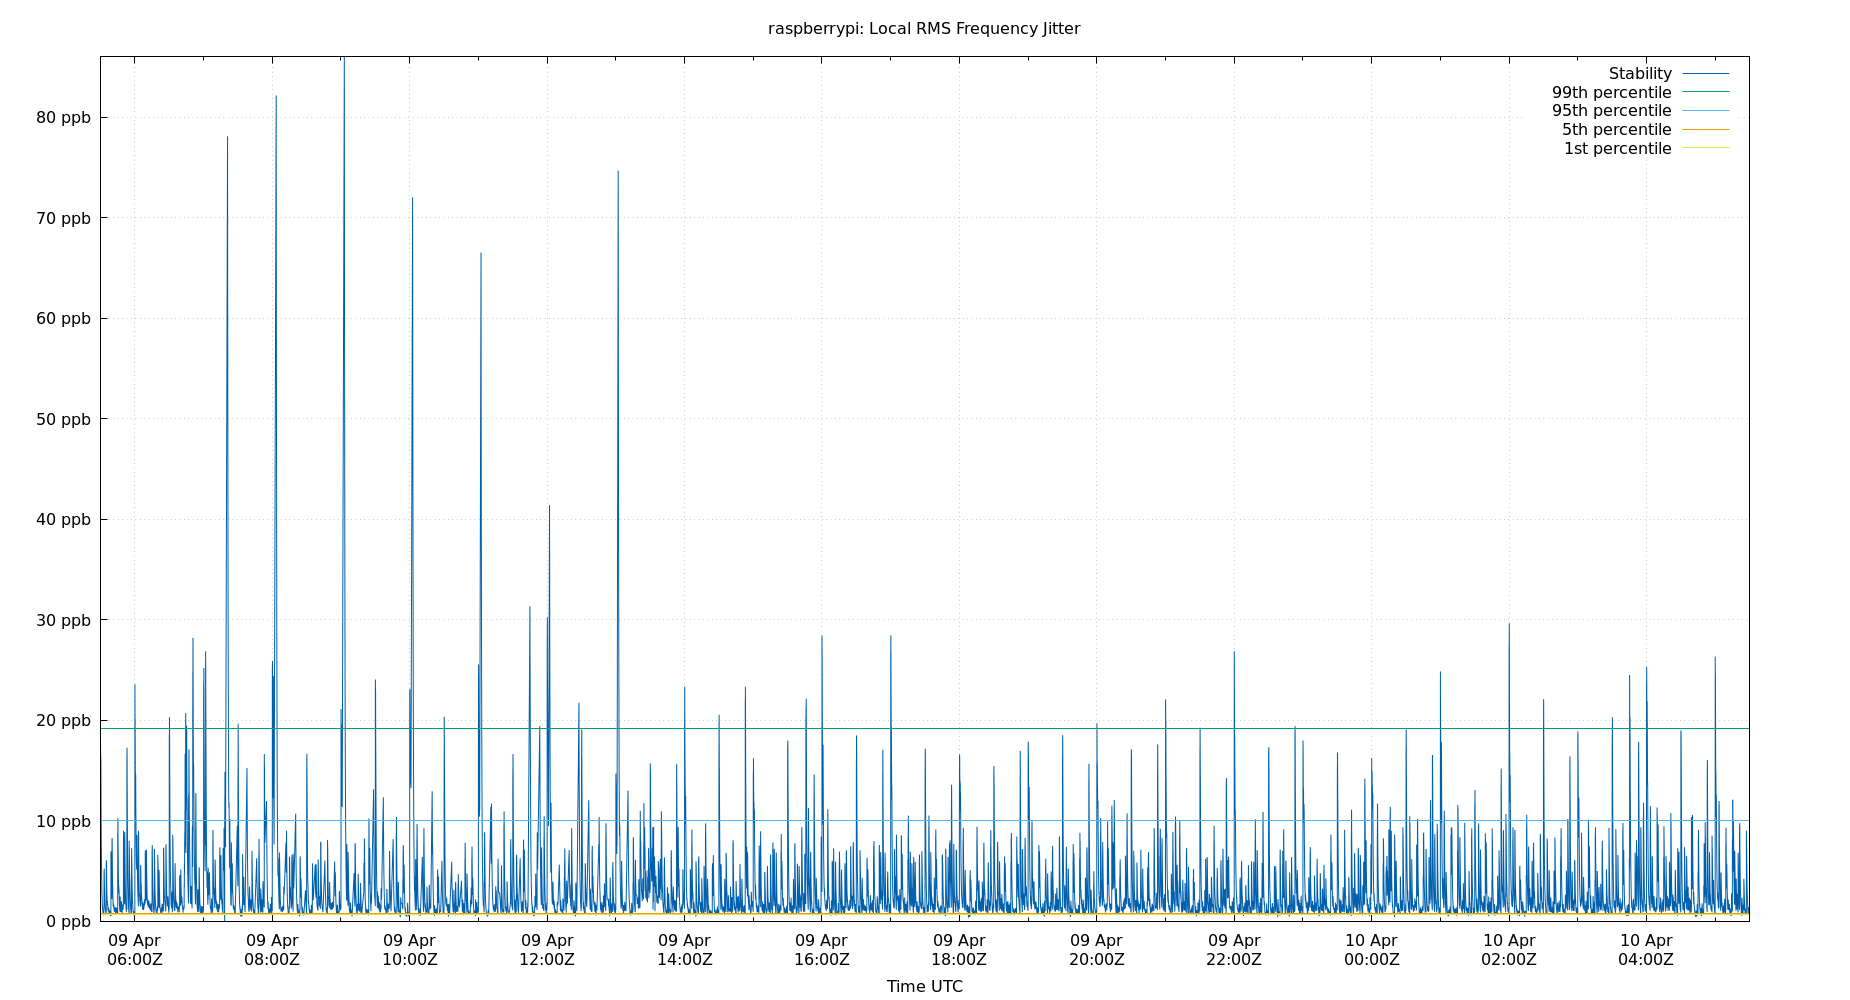 raspberrypi: Local RMS Frequency Jitter
Stability
99th percentile
95th percentile
5th percentile
1st percentile
80 ppb
70 ppb
60 ppb
50 ppb
40 ppb
30 ppb
20 ppb
10 ppb
0 ppb
09 Apr 09 Apr 09 Apr 09 Apr 09 Apr 09 Apr 09 Apr 09 Apr 09 Apr 10 Apr 10 Apr 10 Apr
06:00Z 08:00Z 10:00Z 12:00Z 14:00Z 16:00Z 18:00Z 20:00Z 22:00Z 00:00Z 02:00Z 04:00Z
Time UTC